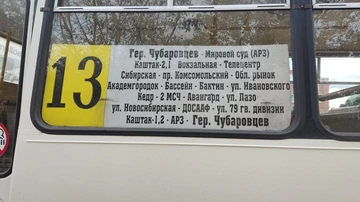 13
Гер. Чубаровцев - Мировой суд (АРЗ)
Каштак-2,1 Вокзальная - Телецентр
Сибирская - пр. Комсомольский - Обл. рынок
Академгородок - Бассейн - Бактин - ул. Ивановского
Кедр - 2 МСЧ - Авангард - ул. Лазо
ул. Новосибирская - ДОСААФ - ул. 79 гв. дивизии
Каштак-1,2 - АРЗ - Гер. Чубаровцев